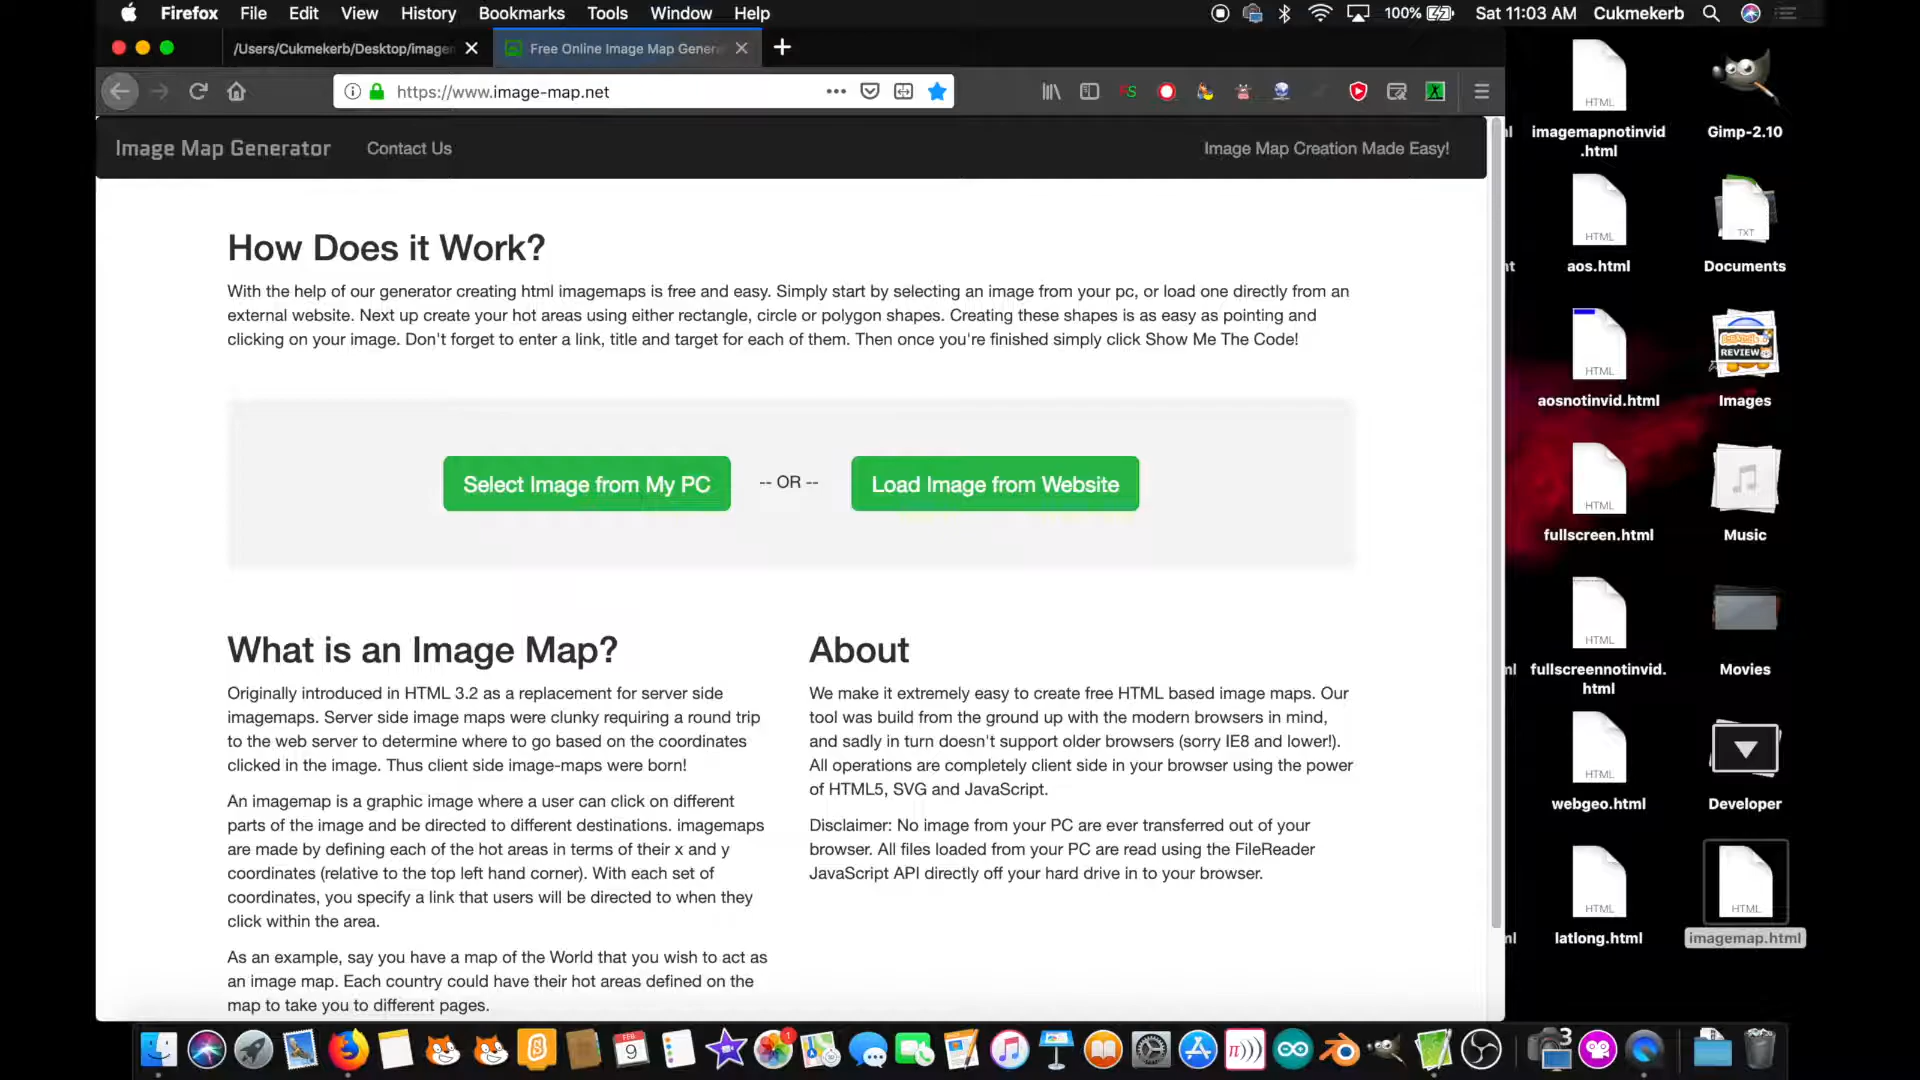 Firefox File Edit View History Bookmarks Tools Window Help
100% Sat 11:03 AM Cukmekerb
/Users/Cukmekerb/Desktop/imagen
Free Online Image Map Genera
https://www.image-map.net
Image Map Generator Contact Us Image Map Creation Made Easy!
How Does it Work?
With the help of our generator creating html imagemaps is free and easy. Simply start by selecting an image from your pc, or load one directly from an
external website. Next up create your hot areas using either rectangle, circle or polygon shapes. Creating these shapes is as easy as pointing and
clicking on your image. Don't forget to enter a link, title and target for each of them. Then once you're finished simply click Show Me The Code!
Select Image from My PC -- OR -- Load Image from Website
What is an Image Map?
Originally introduced in HTML 3.2 as a replacement for server side
imagemaps. Server side image maps were clunky requiring a round trip
to the web server to determine where to go based on the coordinates
clicked in the image. Thus client side image-maps were born!
An imagemap is a graphic image where a user can click on different
parts of the image and be directed to different destinations. imagemaps
are made by defining each of the hot areas in terms of their x and y
coordinates (relative to the top left hand corner). With each set of
coordinates, you specify a link that users will be directed to when they
click within the area.
As an example, say you have a map of the World that you wish to act as
an image map. Each country could have their hot areas defined on the
map to take you to different pages.
About
We make it extremely easy to create free HTML based image maps. Our
tool was build from the ground up with the modern browsers in mind,
and sadly in turn doesn't support older browsers (sorry IE8 and lower!).
All operations are completely client side in your browser using the power
of HTML5, SVG and JavaScript.
Disclaimer: No image from your PC are ever transferred out of your
browser. All files loaded from your PC are read using the FileReader
JavaScript API directly off your hard drive in to your browser.
HTML
imagemapnotinvid
.html
Gimp-2.10
HTML
aos.html
TXT
Documents
HTML
aosnotinvid.html
REVIEW
Images
HTML
fullscreen.html
Music
HTML
fullscreennotinvid.
html
Movies
HTML
webgeo.html
Developer
HTML
latlong.html
HTML
imagemap.html
FEB
9
1
3